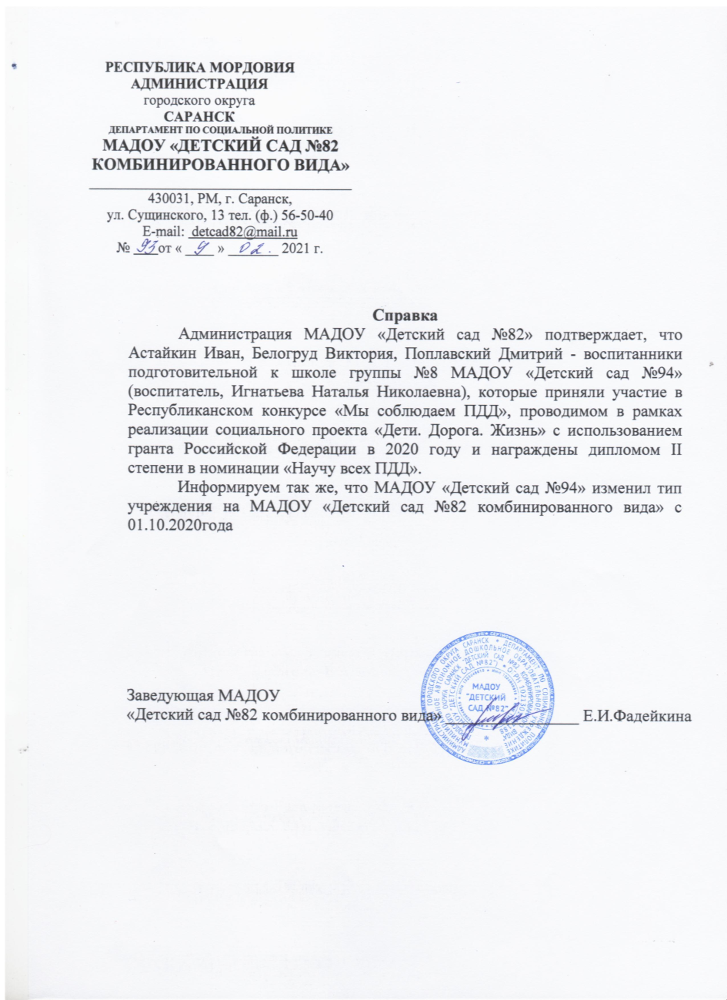 РЕСПУБЛИКА МОРДОВИЯ
АДМИНИСТРАЦИЯ
городского округа
САРАНСК
ДЕПАРТАМЕНТ ПО СОЦИАЛЬНОЙ ПОЛИТИКЕ
МАДОУ «ДЕТСКИЙ САД №82
КОМБИНИРОВАННОГО ВИДА»
430031, РМ, г. Саранск,
ул. Сущинского, 13 тел. (ф.) 56-50-40
E-mail: detcad82@mail.ru
№ 93 от « 9 » 02. 2021 г.
Справка
Администрация МАДОУ «Детский сад №82» подтверждает, что
Астайкин Иван, Белогруд Виктория, Поплавский Дмитрий - воспитанники
подготовительной к школе группы №8 МАДОУ «Детский сад №94»
(воспитатель, Игнатьева Наталья Николаевна), которые приняли участие в
Республиканском конкурсе «Мы соблюдаем ПДД», проводимом в рамках
реализации социального проекта «Дети. Дорога. Жизнь» с использованием
гранта Российской Федерации в 2020 году и награждены дипломом II
степени в номинации «Научу всех ПДД».
Информируем так же, что МАДОУ «Детский сад №94» изменил тип
учреждения на МАДОУ «Детский сад №82 комбинированного вида» с
01.10.2020года
Заведующая МАДОУ
«Детский сад №82 комбинированного вида» Е.И.Фадейкина
МАДОУ
"ДЕТСКИЙ
САД №82"